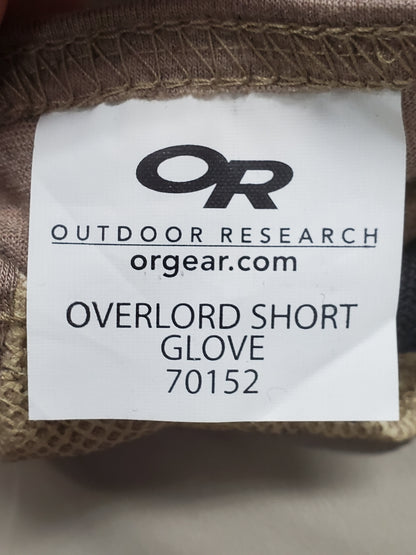 OR
OUTDOOR RESEARCH
orgear.com
OVERLORD SHORT
GLOVE
70152